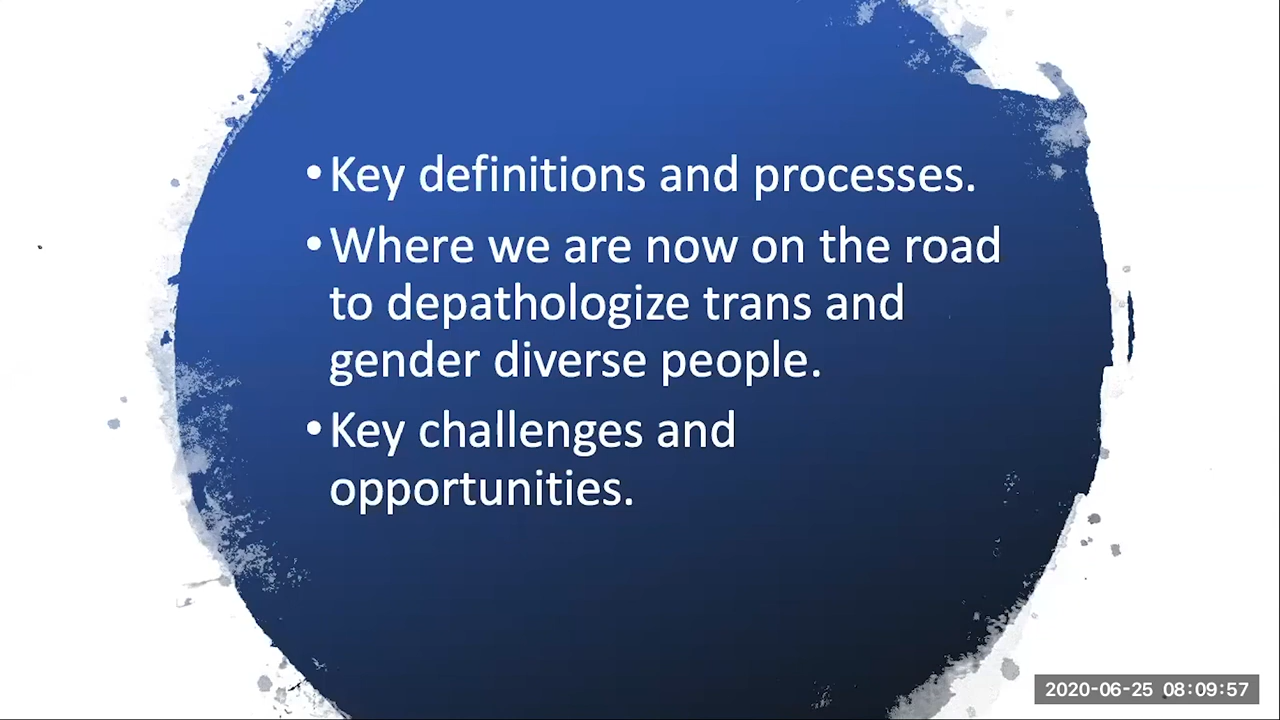 •Key definitions and processes.
•Where we are now on the road
to depathologize trans and
gender diverse people.
•Key challenges and
opportunities.
2020-06-25 08:09:57